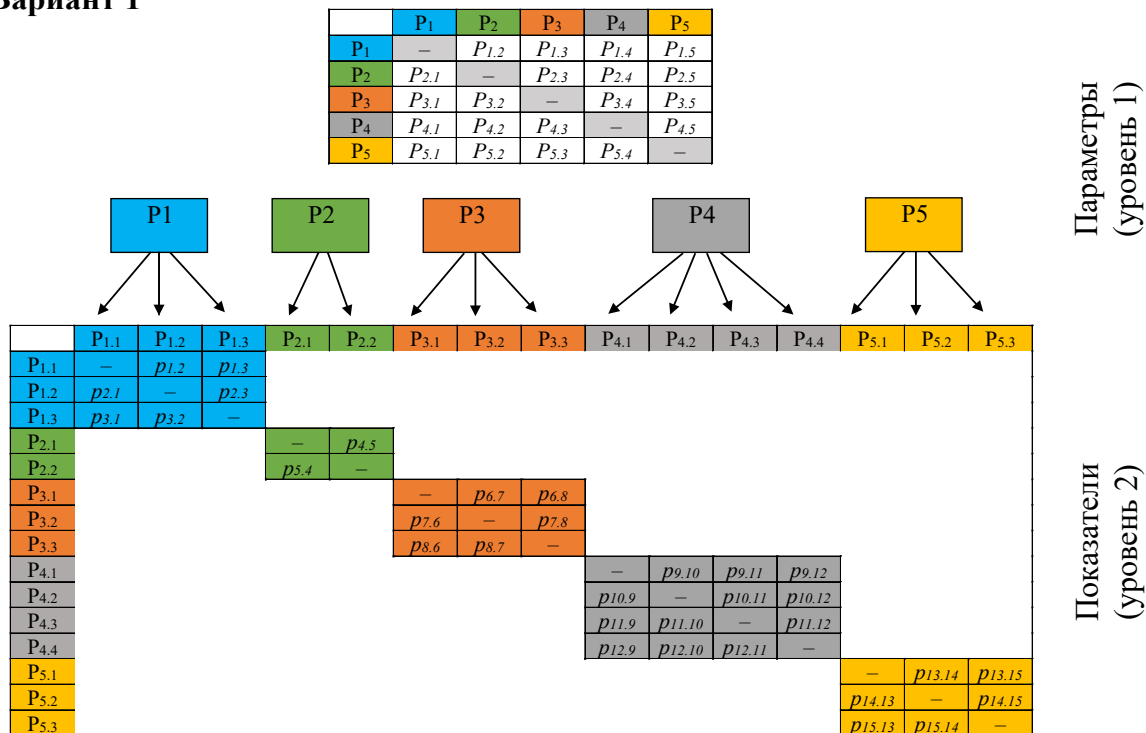 Вариант 1
P1 P2 P3 P4 P5
P1 – P1.2 P1.3 P1.4 P1.5
P2 P2.1 – P2.3 P2.4 P2.5
P3 P3.1 P3.2 – P3.4 P3.5
P4 P4.1 P4.2 P4.3 – P4.5
P5 P5.1 P5.2 P5.3 P5.4 –
Параметры
(уровень 1)
P1 P2 P3 P4 P5
P1.1 P1.2 P1.3 P2.1 P2.2 P3.1 P3.2 P3.3 P4.1 P4.2 P4.3 P4.4 P5.1 P5.2 P5.3
P1.1 – p1.2 p1.3
P1.2 p2.1 – p2.3
P1.3 p3.1 p3.2 –
P2.1 – p4.5
P2.2 p5.4 –
P3.1 – p6.7 p6.8
P3.2 p7.6 – p7.8
P3.3 p8.6 p8.7 –
P4.1 – p9.10 p9.11 p9.12
P4.2 p10.9 – p10.11 p10.12
P4.3 p11.9 p11.10 – p11.12
P4.4 p12.9 p12.10 p12.11 –
P5.1 – p13.14 p13.15
P5.2 p14.13 – p14.15
P5.3 p15.13 p15.14 –
Показатели
(уровень 2)